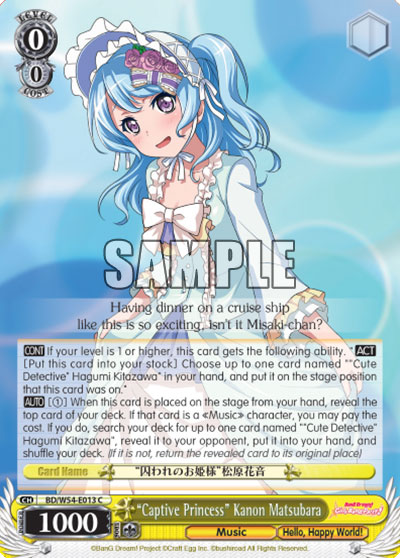 LEVEL
0
0
COST
SAMPLE
Having dinner on a cruise ship
like this is so exciting, isn't it Misaki-chan?
CONT If your level is 1 or higher, this card gets the following ability. "ACT
[Put this card into your stock] Choose up to one card named ""Cute
Detective" Hagumi Kitazawa" in your hand, and put it on the stage position
that this card was on."
AUTO [①] When this card is placed on the stage from your hand, reveal the
top card of your deck. If that card is a «Music» character, you may pay the
cost. If you do, search your deck for up to one card named ""Cute Detective"
Hagumi Kitazawa", reveal it to your opponent, put it into your hand, and
shuffle your deck. (If it is not, return the revealed card to its original place)
Card Name
“囚われのお姫様”松原花音
CH BD/W54-E013 C
POWER
1000
"Captive Princess" Kanon Matsubara
BanG Dream!
Girls Band Party!
Music
Hello, Happy World!
©BanG Dream! Project ©Craft Egg Inc. ©bushiroad All Rights Reserved.